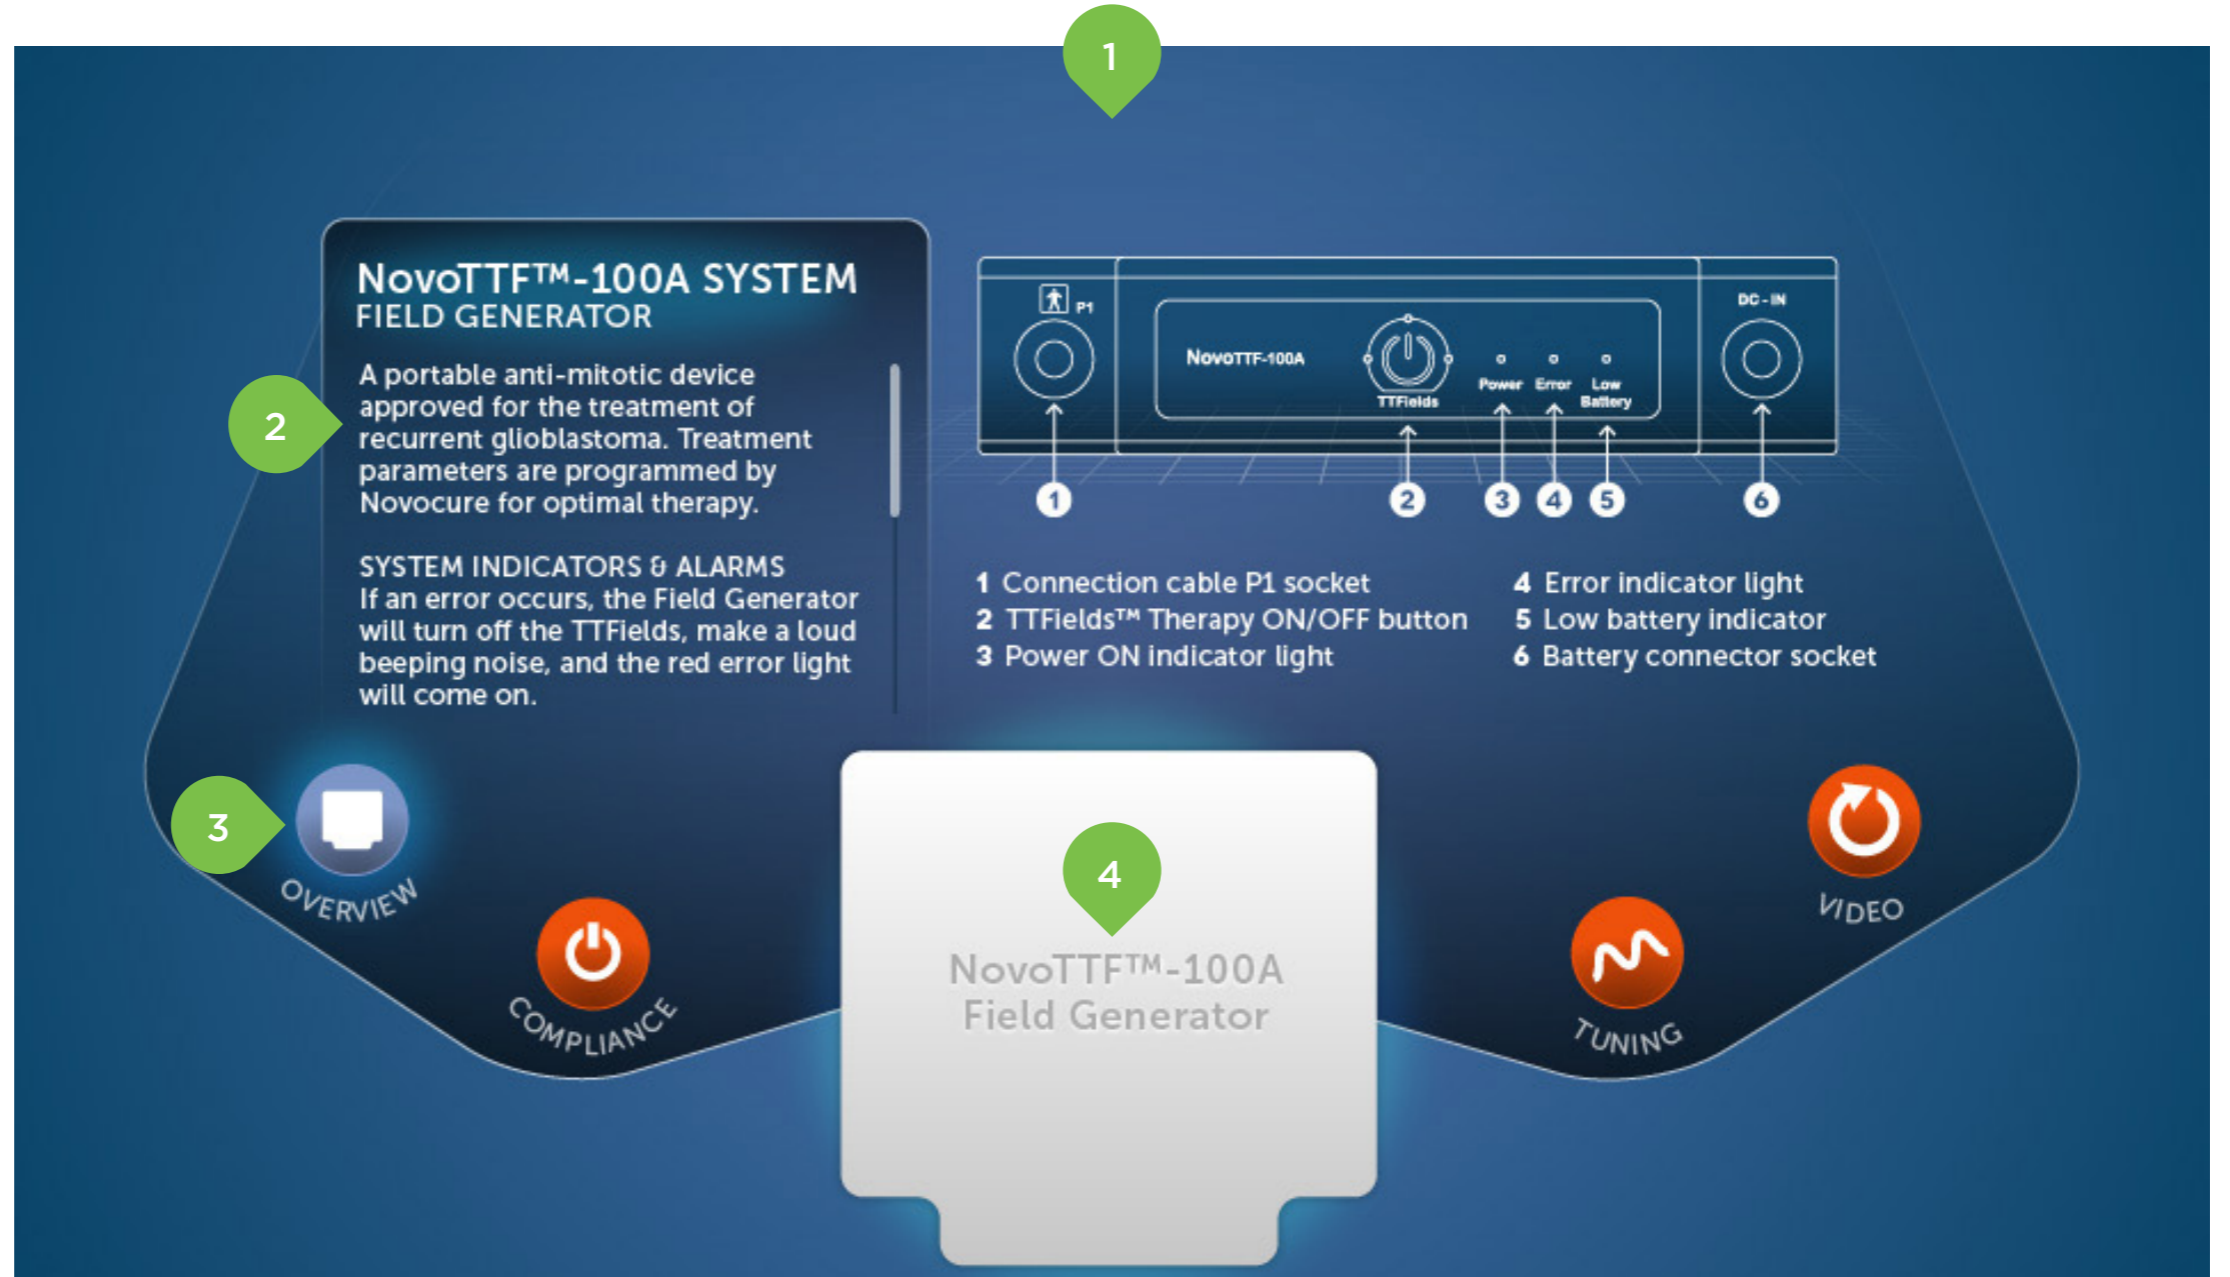 1
NovoTTF™-100A SYSTEM
FIELD GENERATOR
2
A portable anti-mitotic device
approved for the treatment of
recurrent glioblastoma. Treatment
parameters are programmed by
Novocure for optimal therapy.
SYSTEM INDICATORS & ALARMS
If an error occurs, the Field Generator
will turn off the TTFields, make a loud
beeping noise, and the red error light
will come on.
P1
DC-IN
NovoTTF-100A
TTFields
Power Error Low
Battery
1 2 3 4 5 6
1 Connection cable P1 socket
2 TTFields™ Therapy ON/OFF button
3 Power ON indicator light
4 Error indicator light
5 Low battery indicator
6 Battery connector socket
3
OVERVIEW
COMPLIANCE
4
NovoTTF™-100A
Field Generator
TUNING
VIDEO